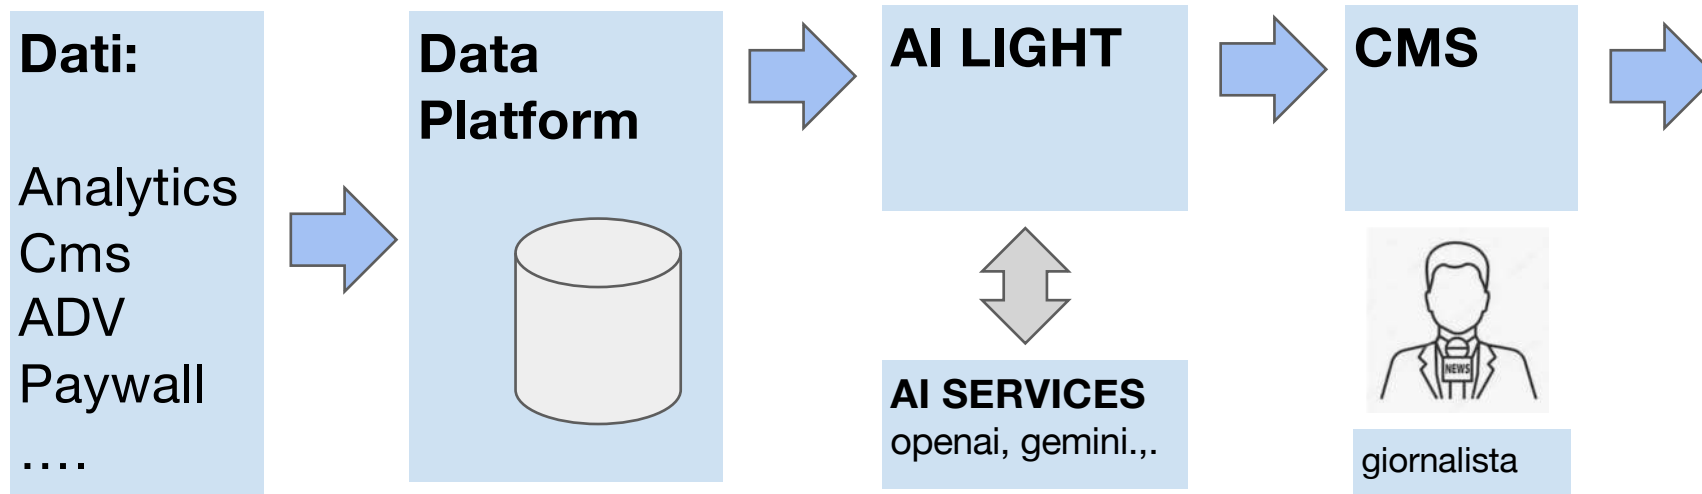 Dati:
Analytics
Cms
ADV
Paywall
....
Data
Platform
AI LIGHT
AI SERVICES
openai, gemini.,.
CMS
NEWS
giornalista